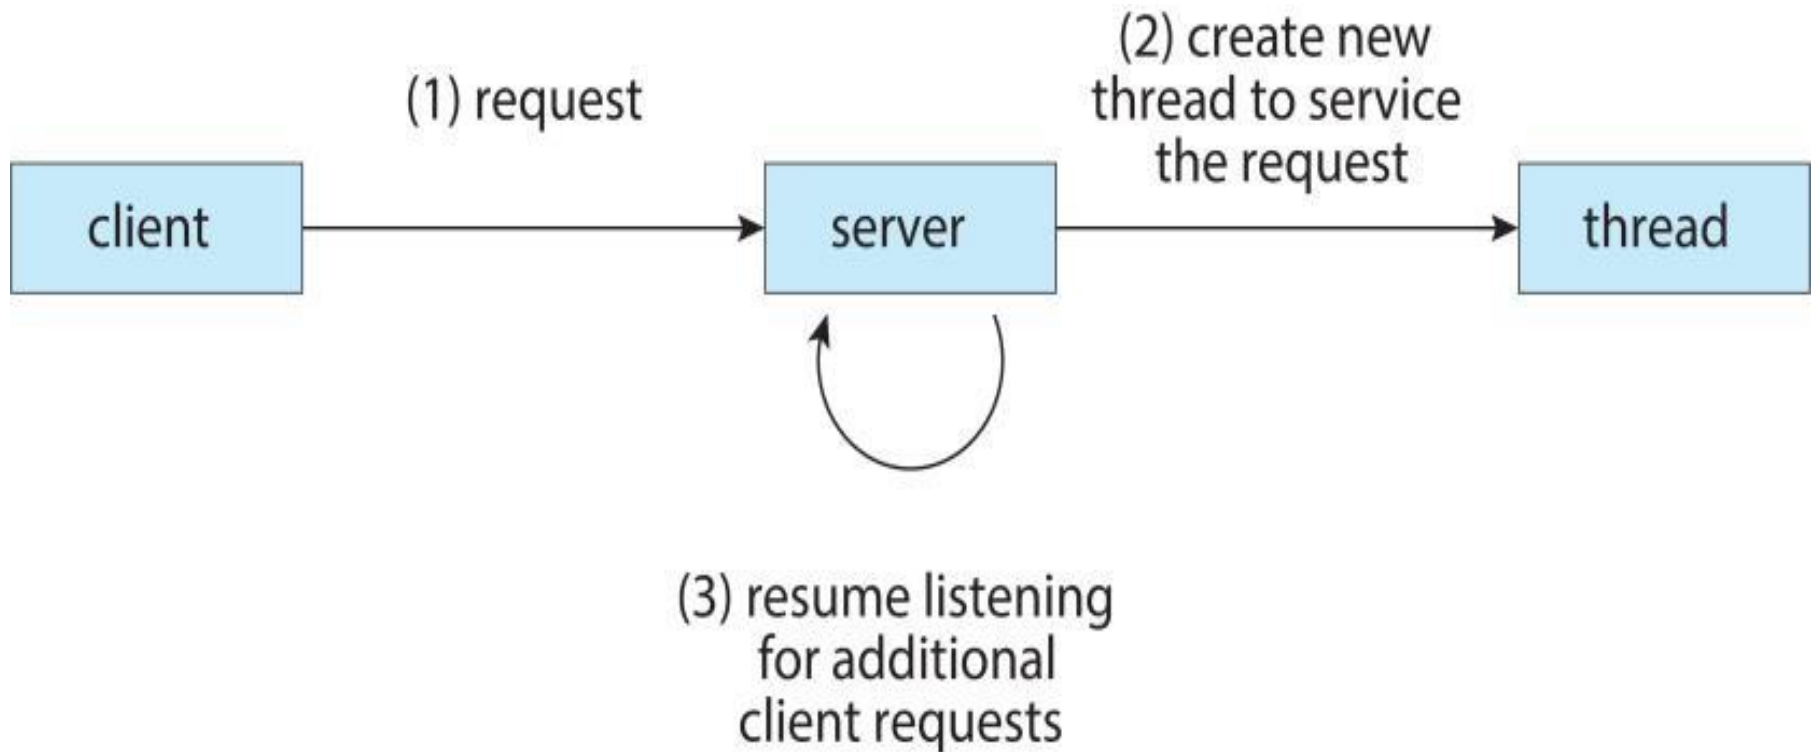 (1) request
(2) create new
thread to service
the request
client
server
thread
(3) resume listening
for additional
client requests